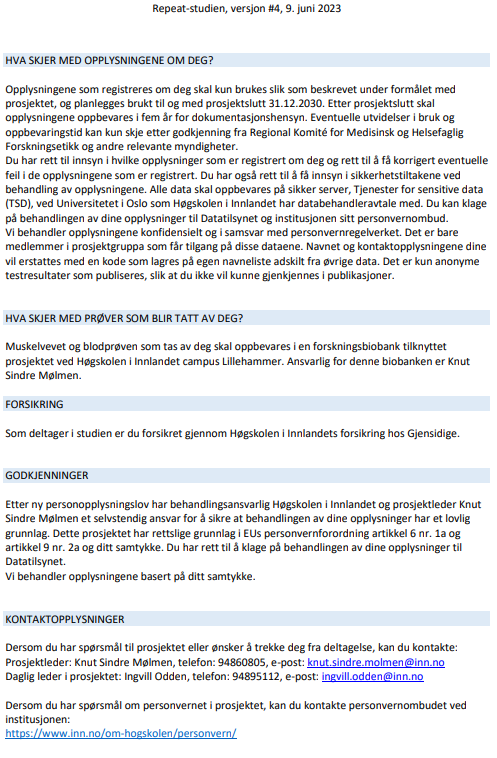 Repeat-studien, versjon #4, 9. juni 2023
HVA SKJER MED OPPLYSNINGENE OM DEG?
Opplysningene som registreres om deg skal kun brukes slik som beskrevet under formålet med
prosjektet, og planlegges brukt til og med prosjektslutt 31.12.2030. Etter prosjektslutt skal
opplysningene oppbevares i fem år for dokumentasjonshensyn. Eventuelle utvidelser i bruk og
oppbevaringstid kan kun skje etter godkjenning fra Regional Komité for Medisinsk og Helsefaglig
Forskningsetikk og andre relevante myndigheter.
Du har rett til innsyn i hvilke opplysninger som er registrert om deg og rett til å få korrigert eventuelle
feil i de opplysningene som er registrert. Du har også rett til å få innsyn i sikkerhetstiltakene ved
behandling av opplysningene. Alle data skal oppbevares på sikker server, Tjenester for sensitive data
(TSD), ved Universitetet i Oslo som Høgskolen i Innlandet har databehandleravtale med. Du kan klage
på behandlingen av dine opplysninger til Datatilsynet og institusjonen sitt personvernombud.
Vi behandler opplysningene konfidensielt og i samsvar med personvernregelverket. Det er bare
medlemmer i prosjektgruppa som får tilgang på disse dataene. Navnet og kontaktopplysningene dine
vil erstattes med en kode som lagres på egen navneliste adskilt fra øvrige data. Det er kun anonyme
testresultater som publiseres, slik at du ikke vil kunne gjenkjennes i publikasjoner.
HVA SKJER MED PRØVER SOM BLIR TATT AV DEG?
Muskelvevet og blodprøven som tas av deg skal oppbevares i en forskningsbiobank tilknyttet
prosjektet ved Høgskolen i Innlandet campus Lillehammer. Ansvarlig for denne biobanken er Knut
Sindre Mølmen.
FORSIKRING
Som deltager i studien er du forsikret gjennom Høgskolen i Innlandets forsikring hos Gjensidige.
GODKJENNINGER
Etter ny personopplysningslov har behandlingsansvarlig Høgskolen i Innlandet og prosjektleder Knut
Sindre Mølmen et selvstendig ansvar for å sikre at behandlingen av dine opplysninger har et lovlig
grunnlag. Dette prosjektet har rettslige grunnlag i EUs personvernforordning artikkel 6 nr. 1a og
artikkel 9 nr. 2a og ditt samtykke. Du har rett til å klage på behandlingen av dine opplysninger til
Datatilsynet.
Vi behandler opplysningene basert på ditt samtykke.
KONTAKTOPPLYSNINGER
Dersom du har spørsmål til prosjektet eller ønsker å trekke deg fra deltagelse, kan du kontakte:
Prosjektleder: Knut Sindre Mølmen, telefon: 94860805, e-post: knut.sindre.molmen@inn.no
Daglig leder i prosjektet: Ingvill Odden, telefon: 94895112, e-post: ingvill.odden@inn.no
Dersom du har spørsmål om personvernet i prosjektet, kan du kontakte personvernombudet ved
institusjonen:
https://www.inn.no/om-hogskolen/personvern/